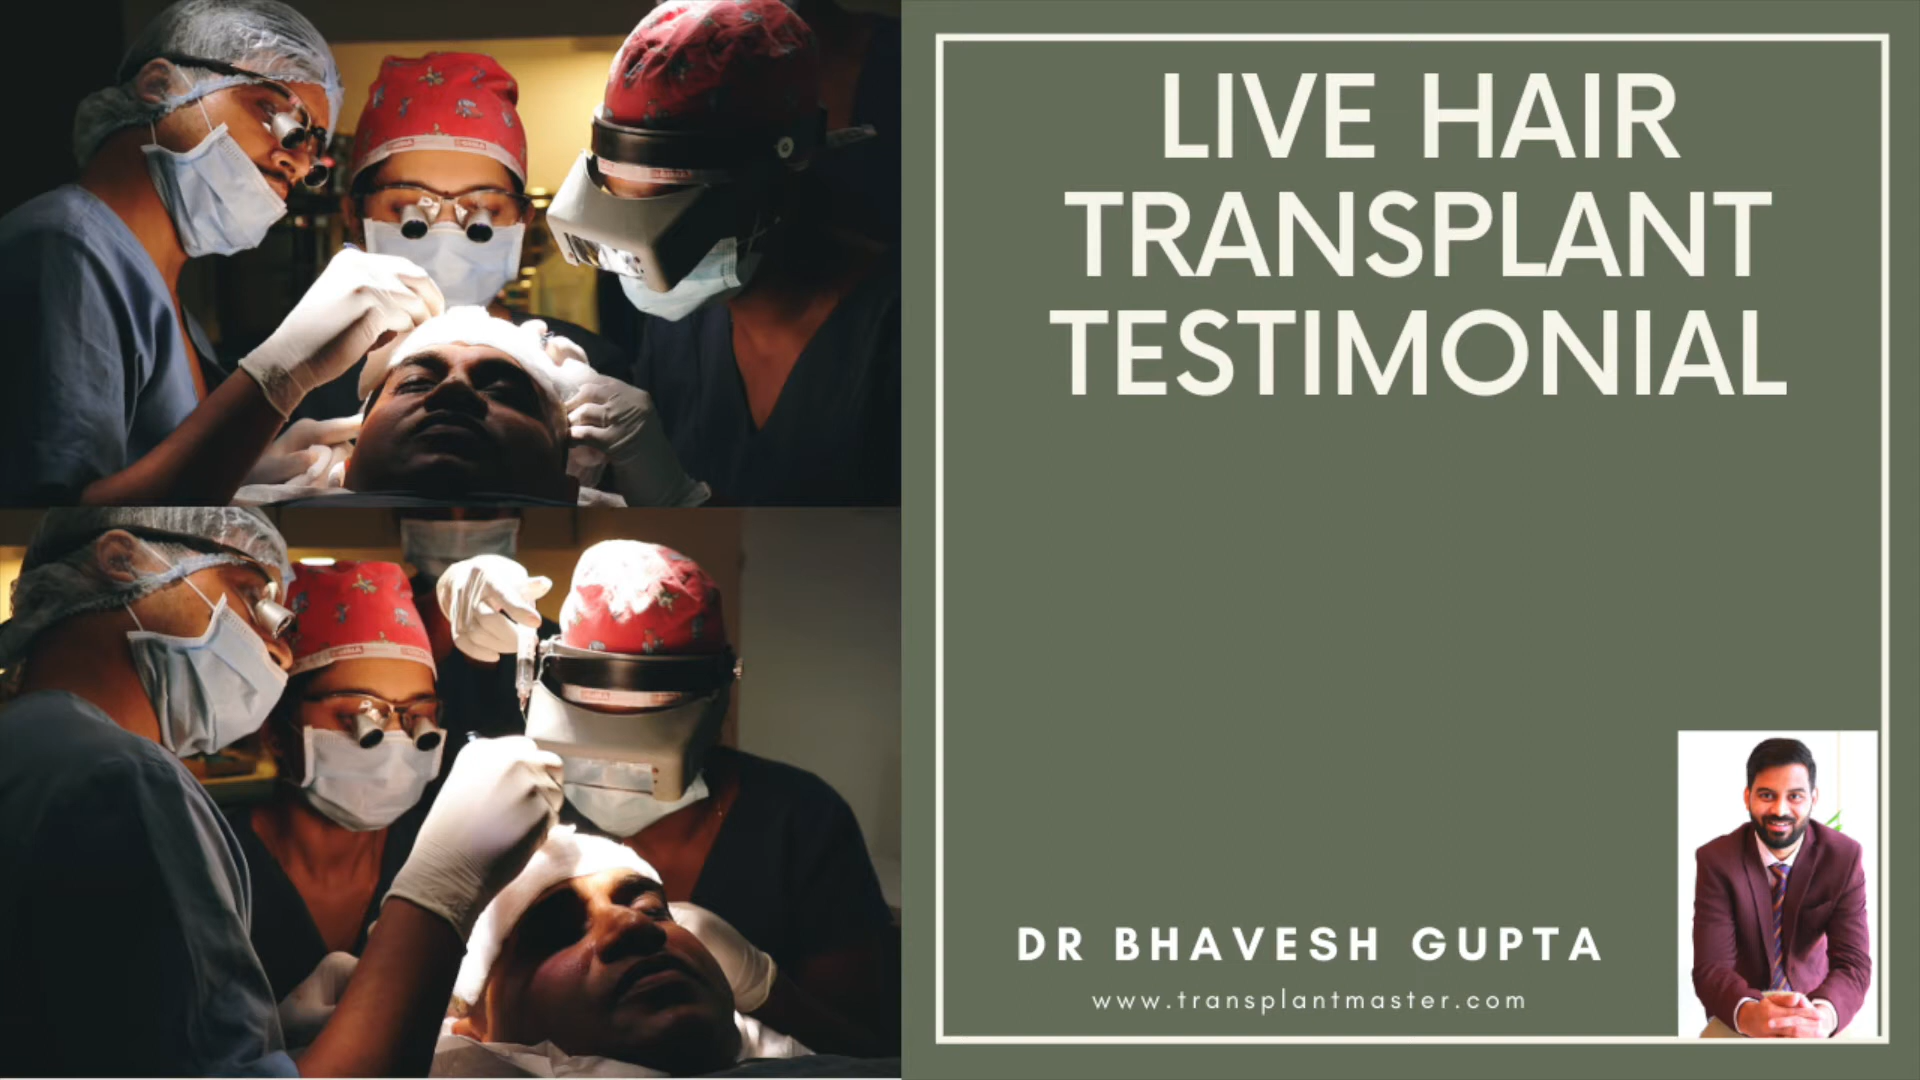 LIVE HAIR
TRANSPLANT
TESTIMONIAL
DR BHAVESH GUPTA
www.transplantmaster.com